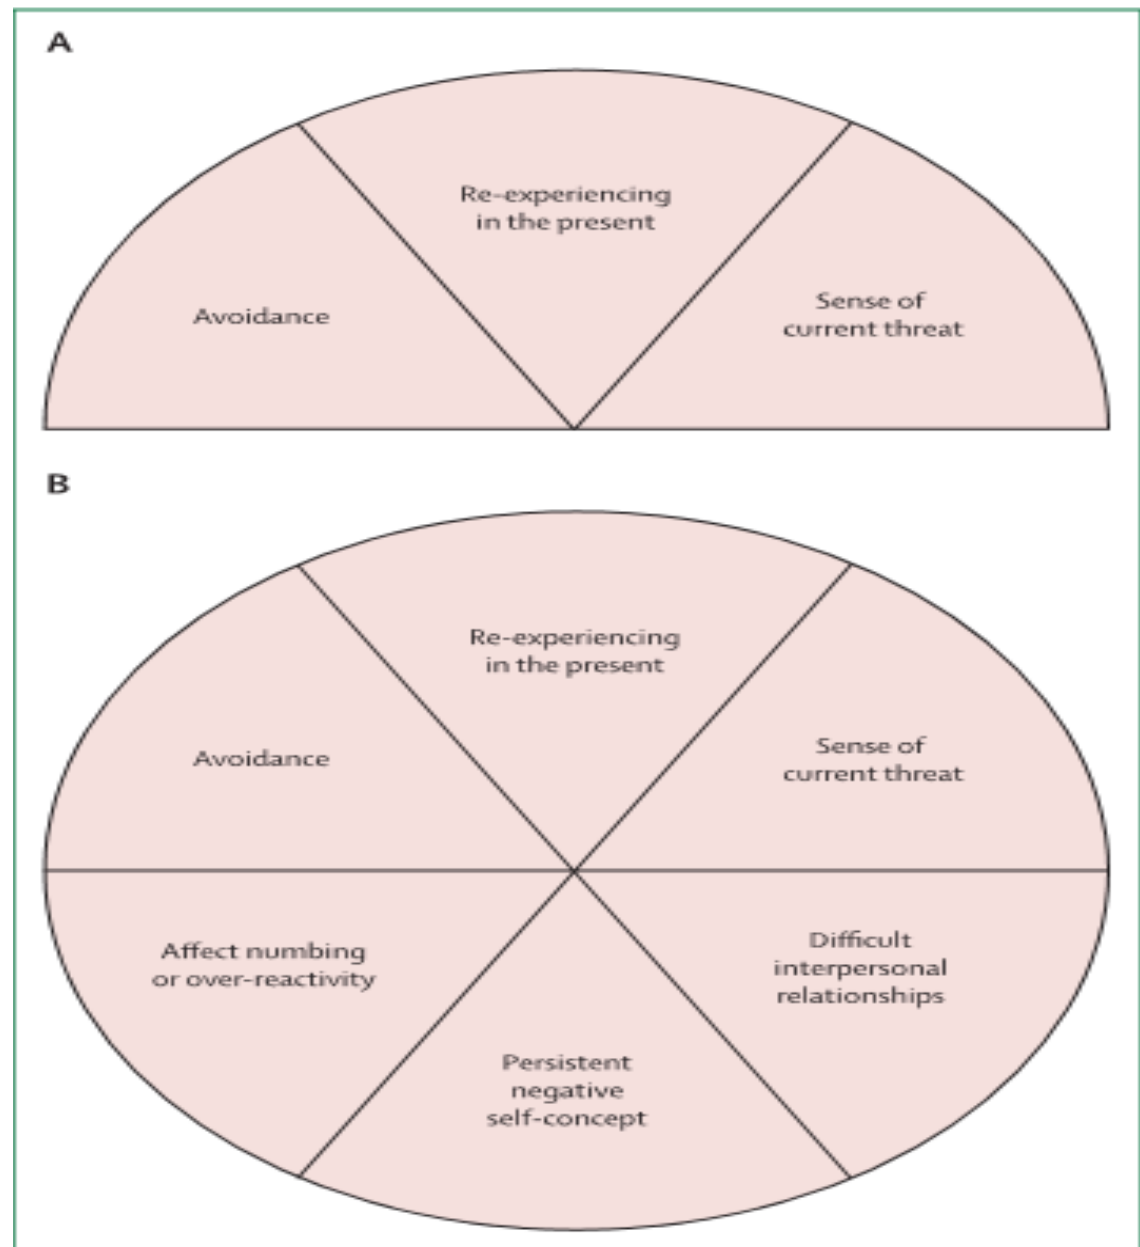 A
Re-experiencing
in the present
Avoidance
Sense of
current threat
B
Re-experiencing
in the present
Avoidance
Sense of
current threat
Affect numbing
or over-reactivity
Difficult
interpersonal
relationships
Persistent
negative
self-concept